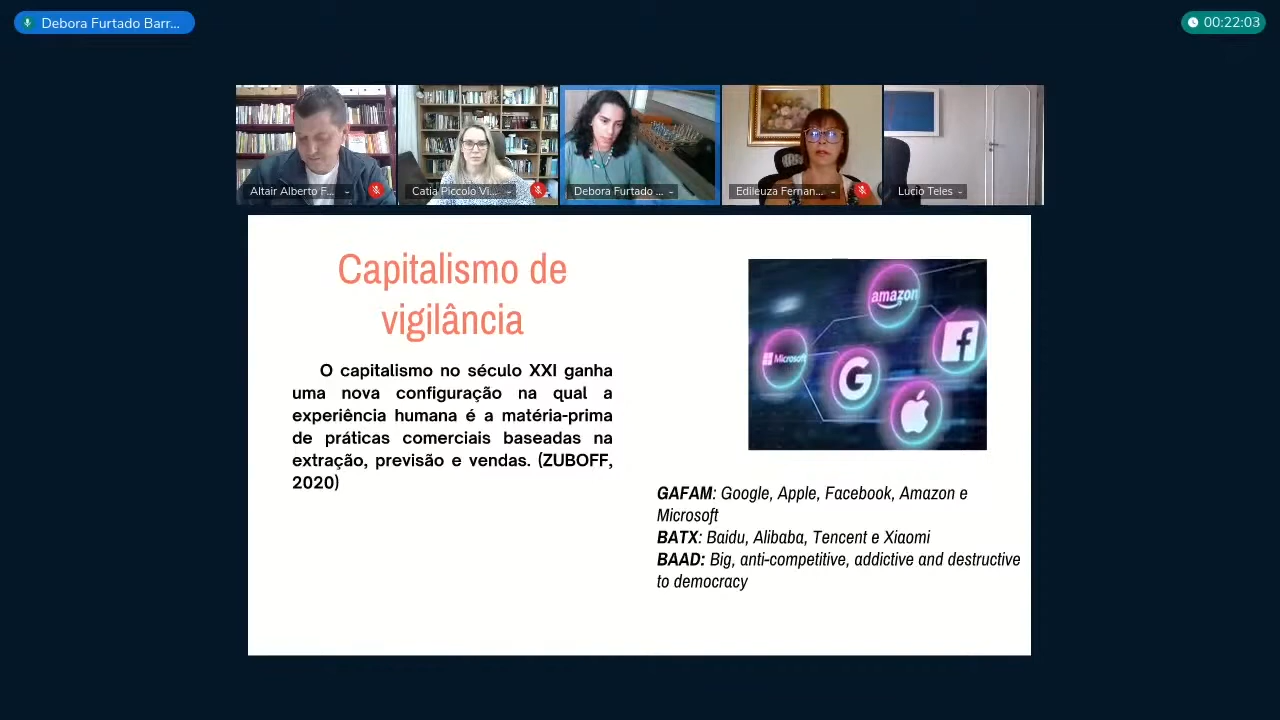 Debora Furtado Barr...
00:22:03
Altair Alberto F...
Catia Piccolo Vi...
Debora Furtado ...
Edileuza Fernan...
Lucio Teles
Capitalismo de
vigilância
O capitalismo no século XXI ganha
uma nova configuração na qual a
experiência humana é a matéria-prima
de práticas comerciais baseadas na
extração, previsão e vendas. (ZUBOFF,
2020)
amazon
Microsoft
G
f
GAFAM: Google, Apple, Facebook, Amazon e
Microsoft
BATX: Baidu, Alibaba, Tencent e Xiaomi
BAAD: Big, anti-competitive, addictive and destructive
to democracy